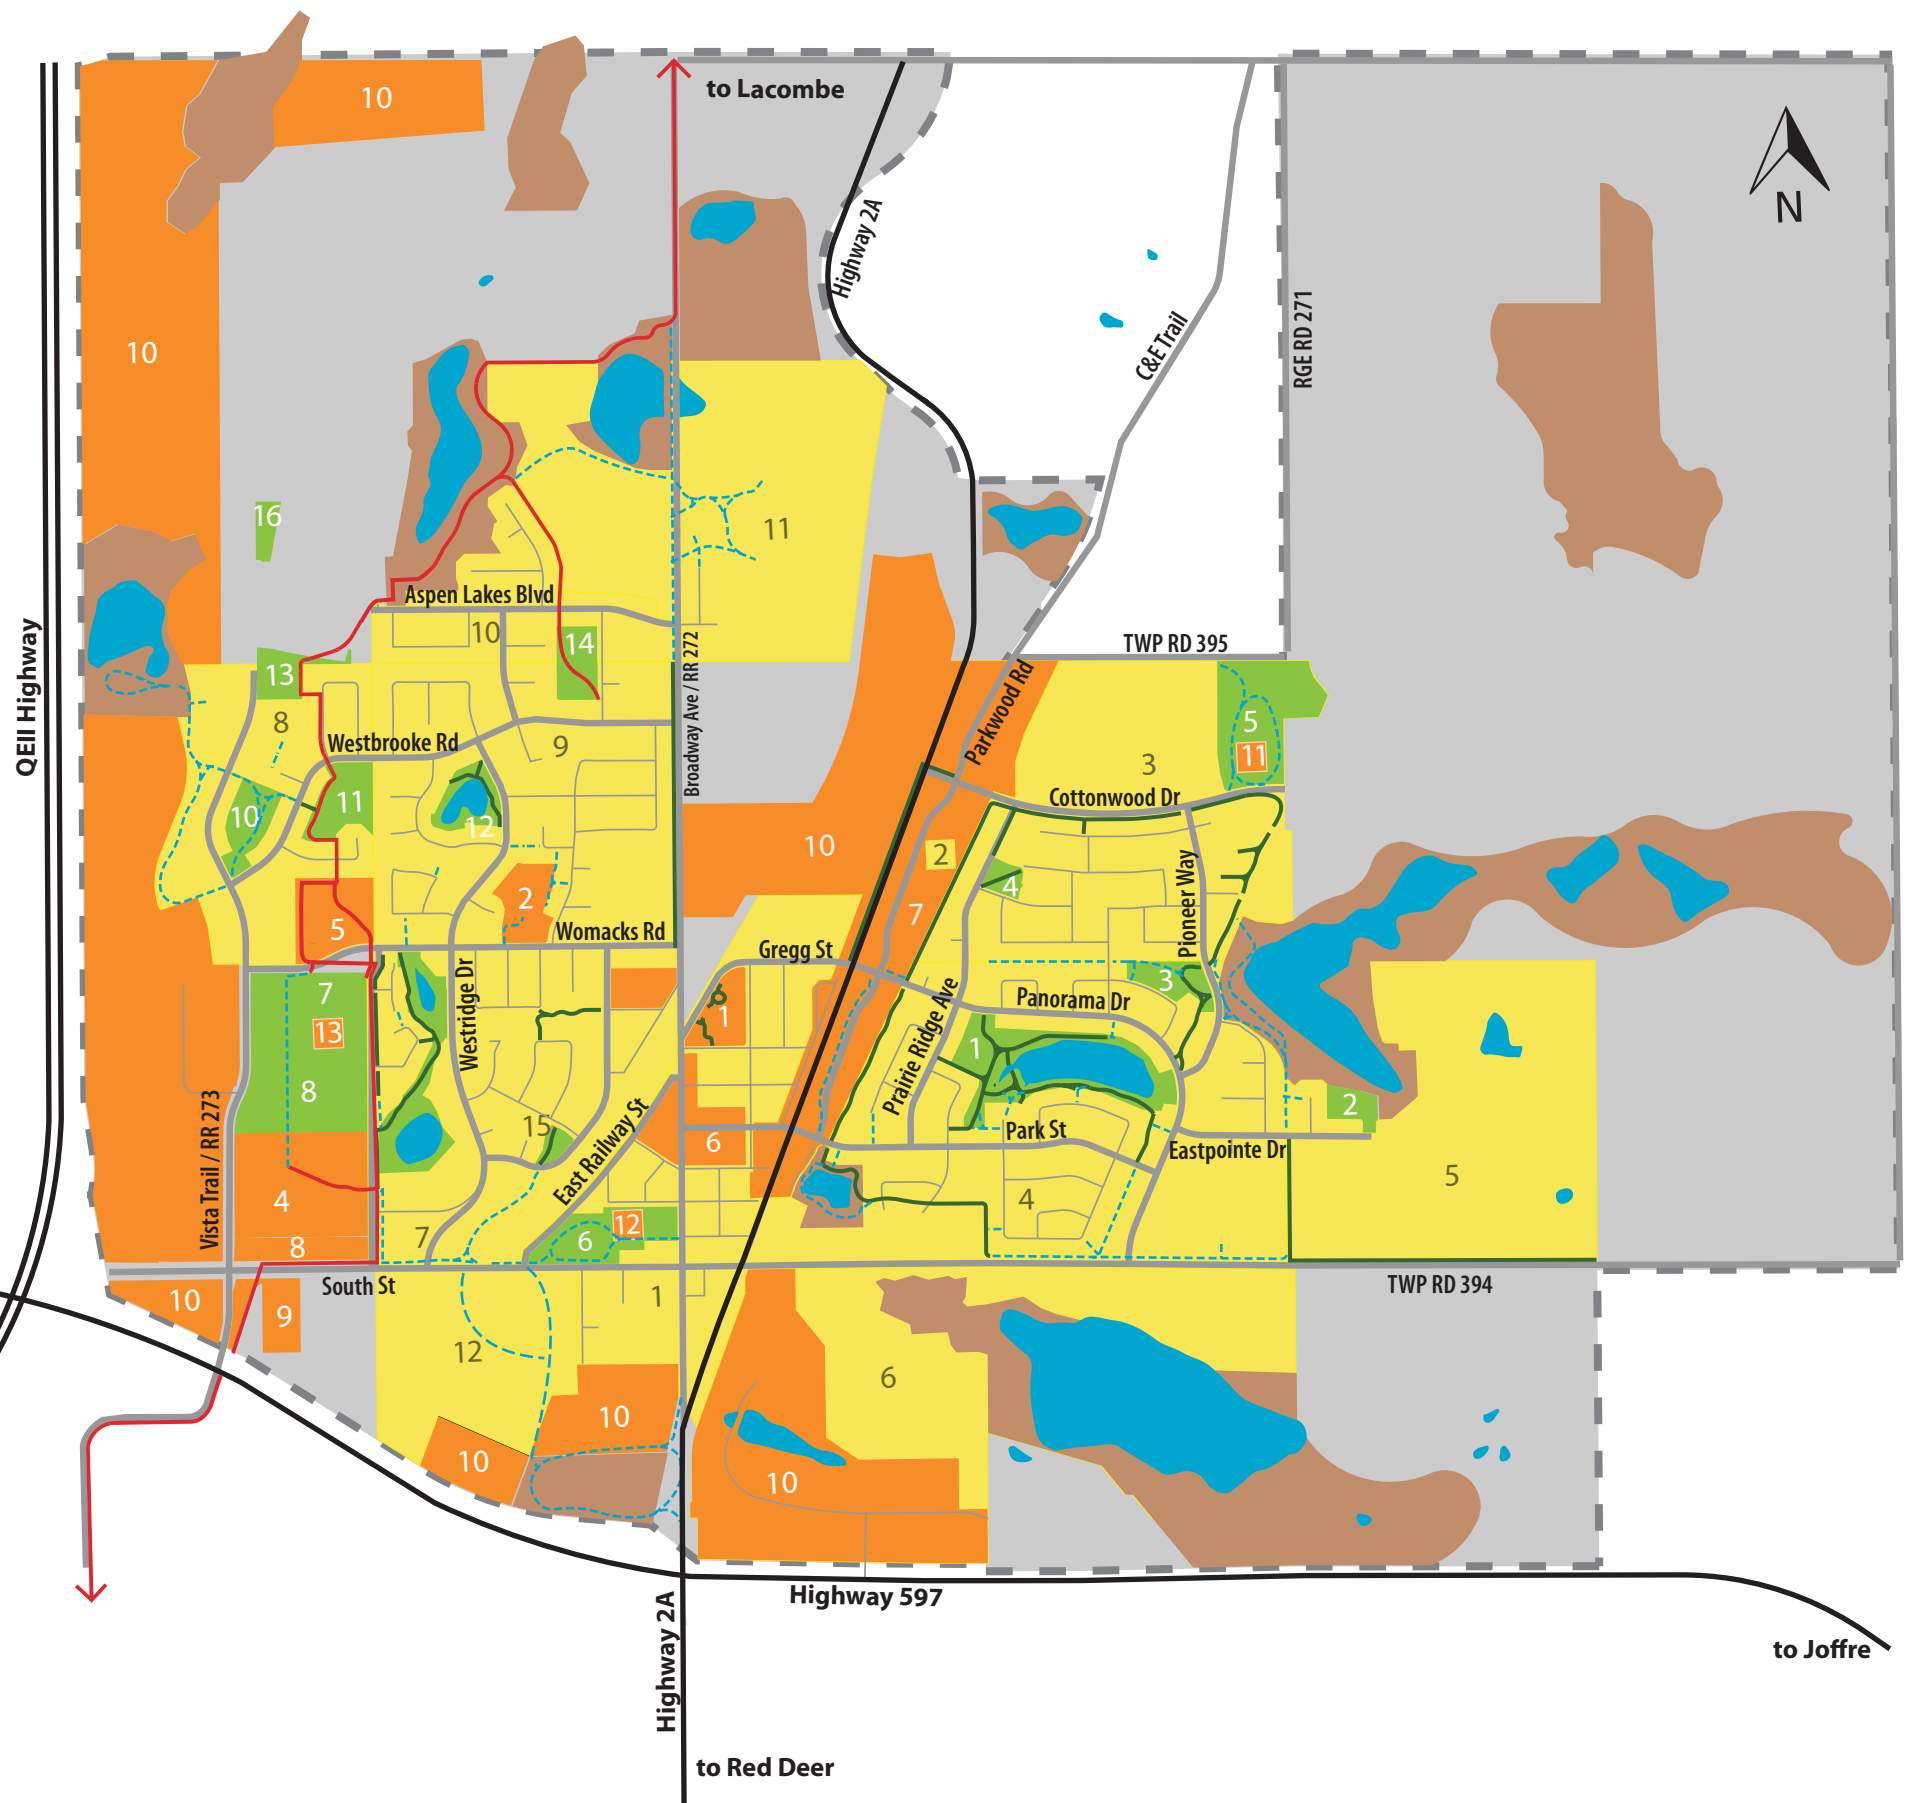 to Lacombe
10
N
Highway 2A
C&E Trail
RGE RD 271
10
16
11
Aspen Lakes Blvd
10
14
13
TWP RD 395
QEII Highway
Broadway Ave / RR 272
Parkwood Rd
8
Westbrooke Rd
9
5
11
3
Cottonwood Dr
10
11
12
10
2
4
Pioneer Way
2
7
5
Womacks Rd
Gregg St
7
13
Westridge Dr
1
Prairie Ridge Ave
Panorama Dr
3
1
8
2
Vista Trail / RR 273
15
East Railway St
6
Park St
Eastpointe Dr
5
4
4
7
8
6
12
South St
TWP RD 394
10
9
1
12
6
10
10
10
Highway 597
Highway 2A
to Joffre
to Red Deer